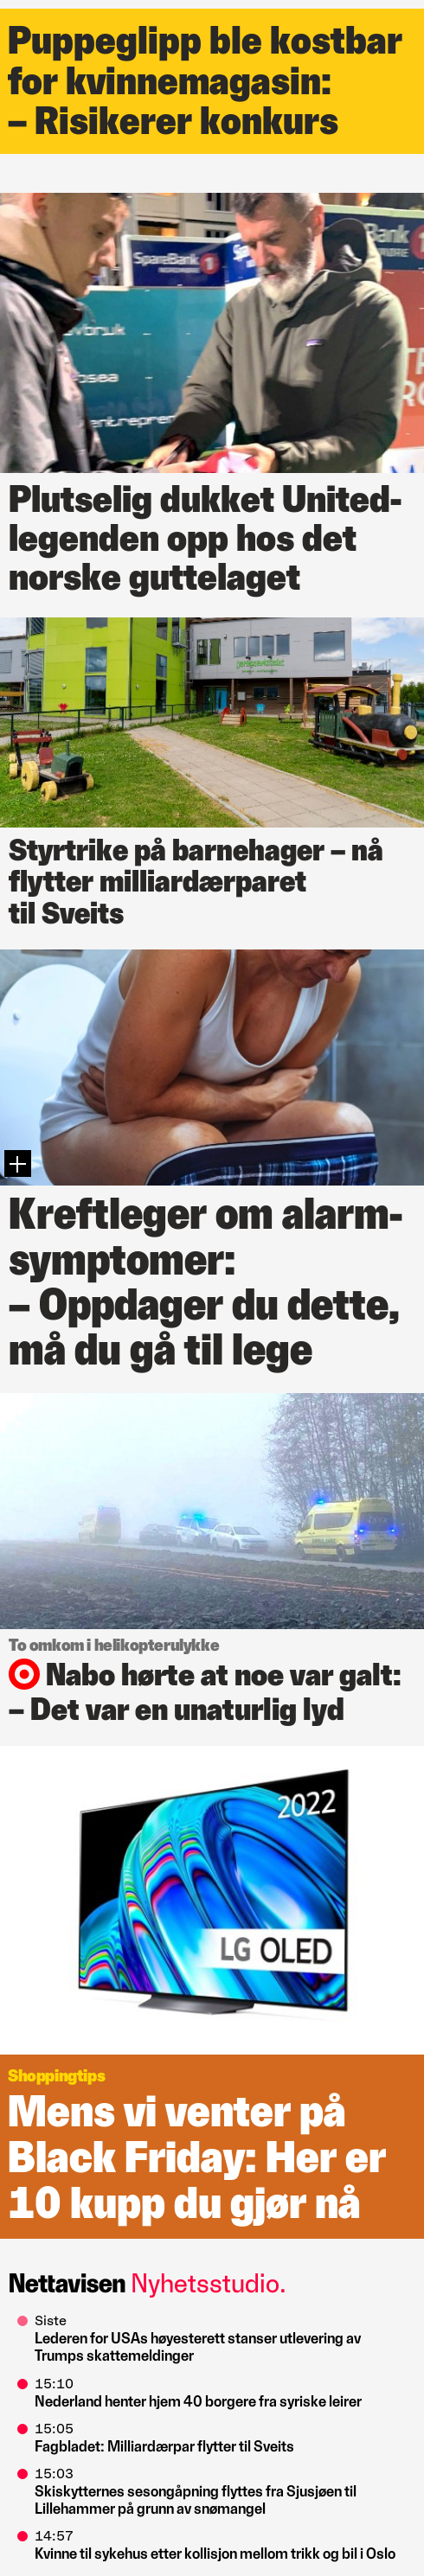 Puppeglipp ble kostbar
for kvinnemagasin:
– Risikerer konkurs
SpareBank 1
Plutselig dukket United-
legenden opp hos det
norske guttelaget
Styrtrike på barnehager – nå
flytter milliardærparet
til Sveits
Kreftleger om alarm-
symptomer:
– Oppdager du dette,
må du gå til lege
To omkom i helikopterulykke
Nabo hørte at noe var galt:
– Det var en unaturlig lyd
2022
LG OLED
Shoppingtips
Mens vi venter på
Black Friday: Her er
10 kupp du gjør nå
Nettavisen Nyhetsstudio.
Siste
Lederen for USAs høyesterett stanser utlevering av
Trumps skattemeldinger
15:10
Nederland henter hjem 40 borgere fra syriske leirer
15:05
Fagbladet: Milliardærpar flytter til Sveits
15:03
Skiskytternes sesongåpning flyttes fra Sjusjøen til
Lillehammer på grunn av snømangel
14:57
Kvinne til sykehus etter kollisjon mellom trikk og bil i Oslo